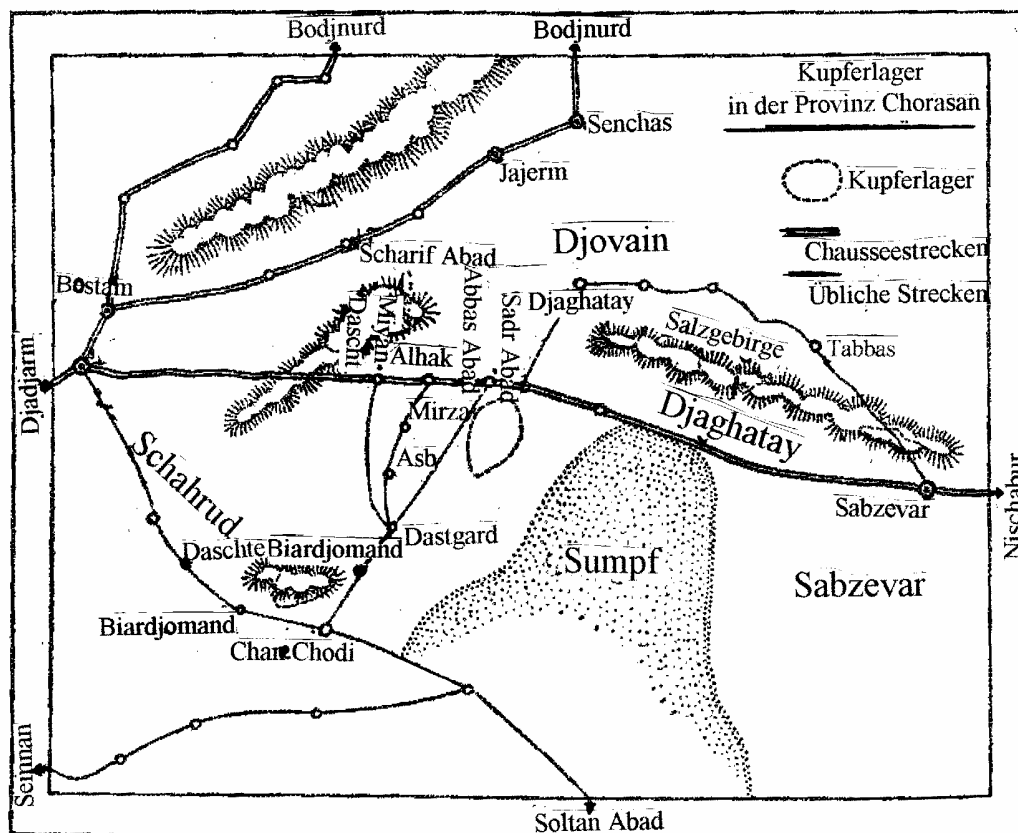 Bodjnurd
Bodjnurd
Kupferlager
in der Provinz Chorasan
Senchas
Jajerm
Kupferlager
Djovain
Chausseestrecken
Scharif Abad
Bostam
Djaghatay
Übliche Strecken
Dascht
Miyan
Abbas Abad
Sadr Abad
Salzgebirge
Tabbas
Alhak
Djadjarm
Mirza
Djaghatay
Schahrud
Asb
Sabzevar
Nischabur
Dastgard
Daschte Biardjomand
Sumpf
Sabzevar
Biardjomand
Chan Chodi
Semnan
Soltan Abad